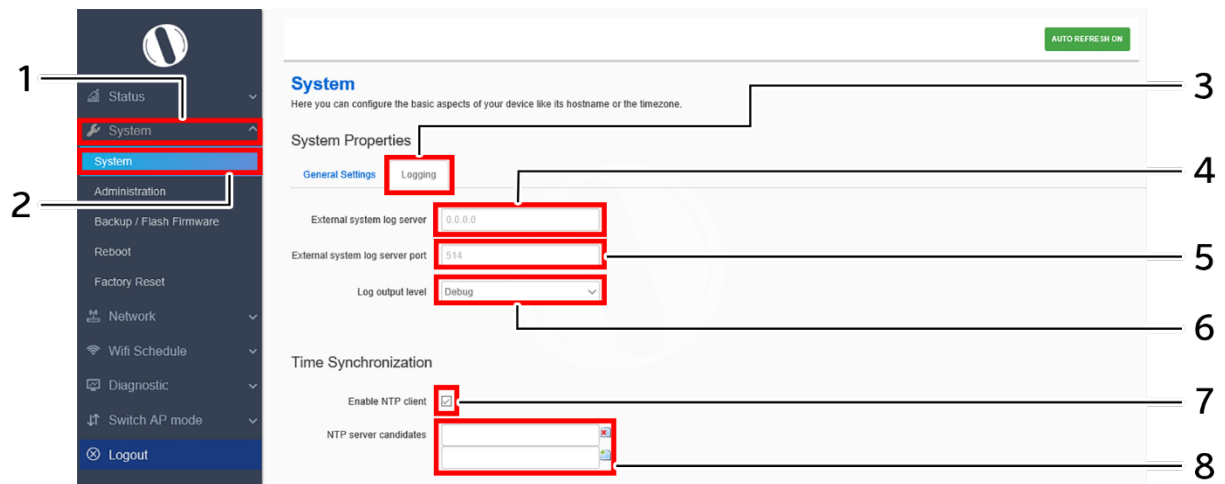 AUTO REFRESH ON
1
Status
System
Here you can configure the basic aspects of your device like its hostname or the timezone.
3
System
System Properties
System
General Settings
Logging
4
2
Administration
Backup / Flash Firmware
External system log server
0.0.0.0
Reboot
External system log server port
514
5
Factory Reset
Log output level
Debug
6
Network
Wifi Schedule
Time Synchronization
Diagnostic
Enable NTP client
7
Switch AP mode
NTP server candidates
Logout
8